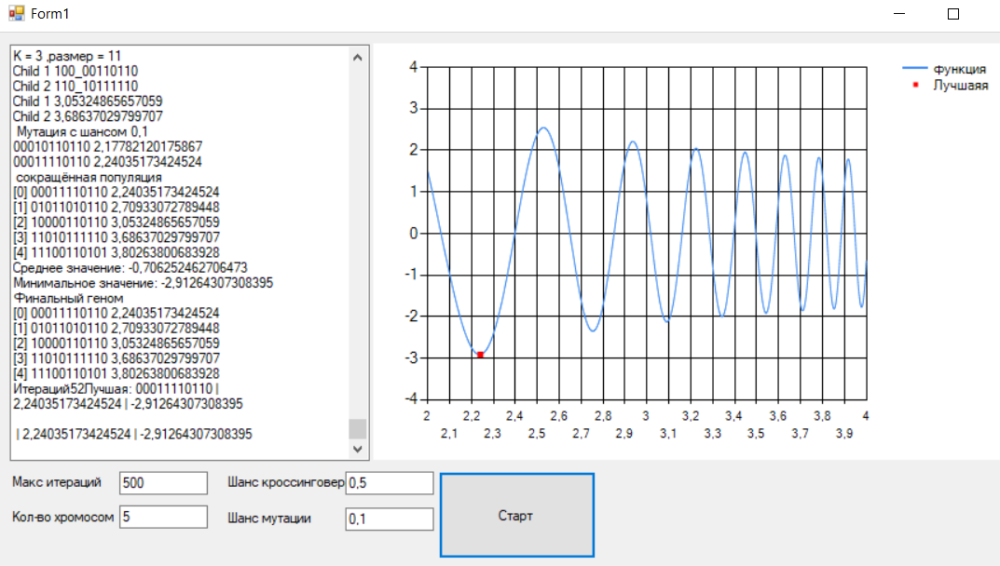 Form1
K = 3 ,размер = 11
Child 1 100_00110110
Child 2 110_10111110
Child 1 3,05324865657059
Child 2 3,68637029799707
Мутация с шансом 0,1
00010110110 2,17782120175867
00011110110 2,24035173424524
сокращённая популяция
[0] 00011110110 2,24035173424524
[1] 01011010110 2,70933072789448
[2] 10000110110 3,05324865657059
[3] 11010111110 3,68637029799707
[4] 11100110101 3,80263800683928
Среднее значение: -0,706252462706473
Минимальное значение: -2,91264307308395
Финальный геном
[0] 00011110110 2,24035173424524
[1] 01011010110 2,70933072789448
[2] 10000110110 3,05324865657059
[3] 11010111110 3,68637029799707
[4] 11100110101 3,80263800683928
Итераций52Лучшая: 00011110110 |
2,24035173424524 | -2,91264307308395
| 2,24035173424524 | -2,91264307308395
4
3
2
1
0
-1
-2
-3
-4
2 2,2 2,4 2,6 2,8 3 3,2 3,4 3,6 3,8 4
2,1 2,3 2,5 2,7 2,9 3,1 3,3 3,5 3,7 3,9
функция
Лучшаяя
Макс итераций 500 Шанс кроссинговер 0,5
Кол-во хромосом 5 Шанс мутации 0,1
Старт